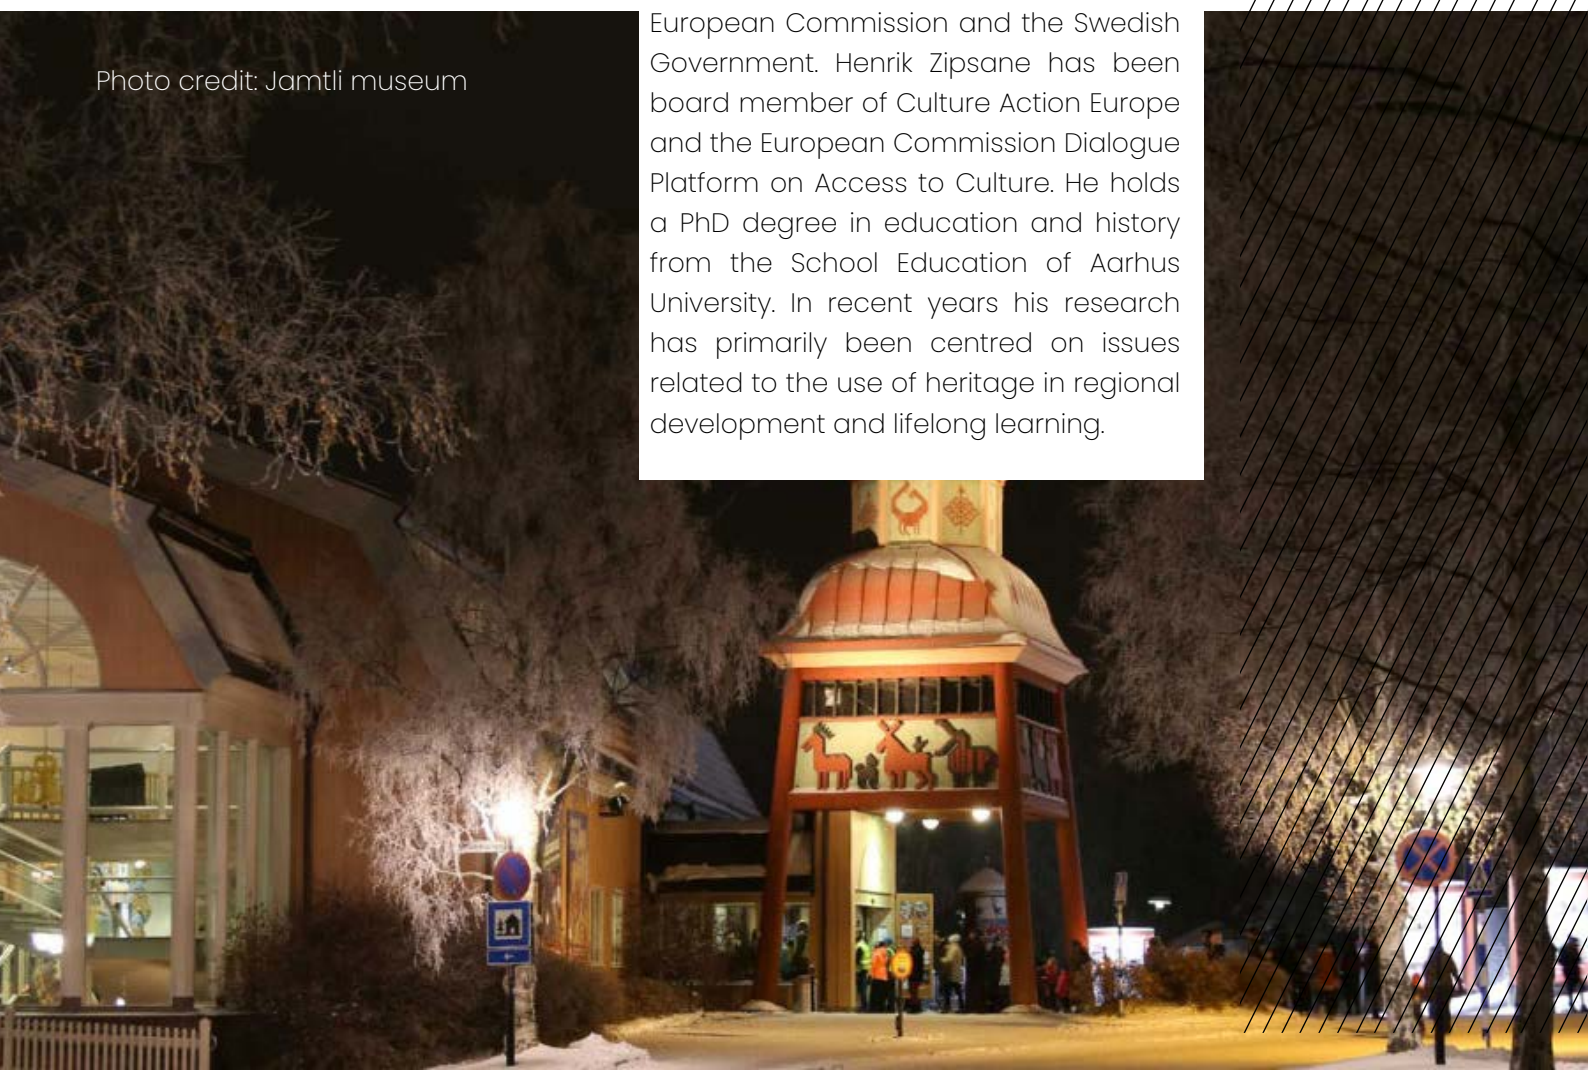 Photo credit: Jamtli museum
European Commission and the Swedish
Government. Henrik Zipsane has been
board member of Culture Action Europe
and the European Commission Dialogue
Platform on Access to Culture. He holds
a PhD degree in education and history
from the School Education of Aarhus
University. In recent years his research
has primarily been centred on issues
related to the use of heritage in regional
development and lifelong learning.